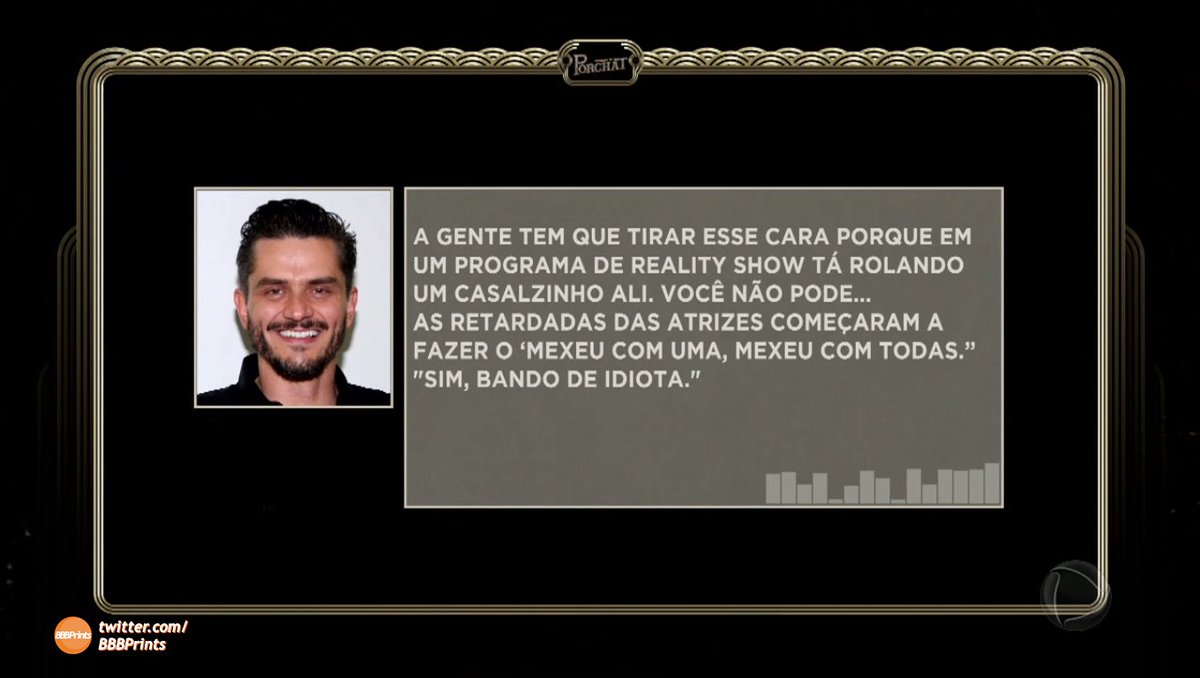 PORCHAT
A GENTE TEM QUE TIRAR ESSE CARA PORQUE EM
UM PROGRAMA DE REALITY SHOW TÁ ROLANDO
UM CASALZINHO ALI. VOCÊ NÃO PODE...
AS RETARDADAS DAS ATRIZES COMEÇARAM A
FAZER O ‘MEXEU COM UMA, MEXEU COM TODAS.”
"SIM, BANDO DE IDIOTA."
BBBPrints
twitter.com/
BBBPrints